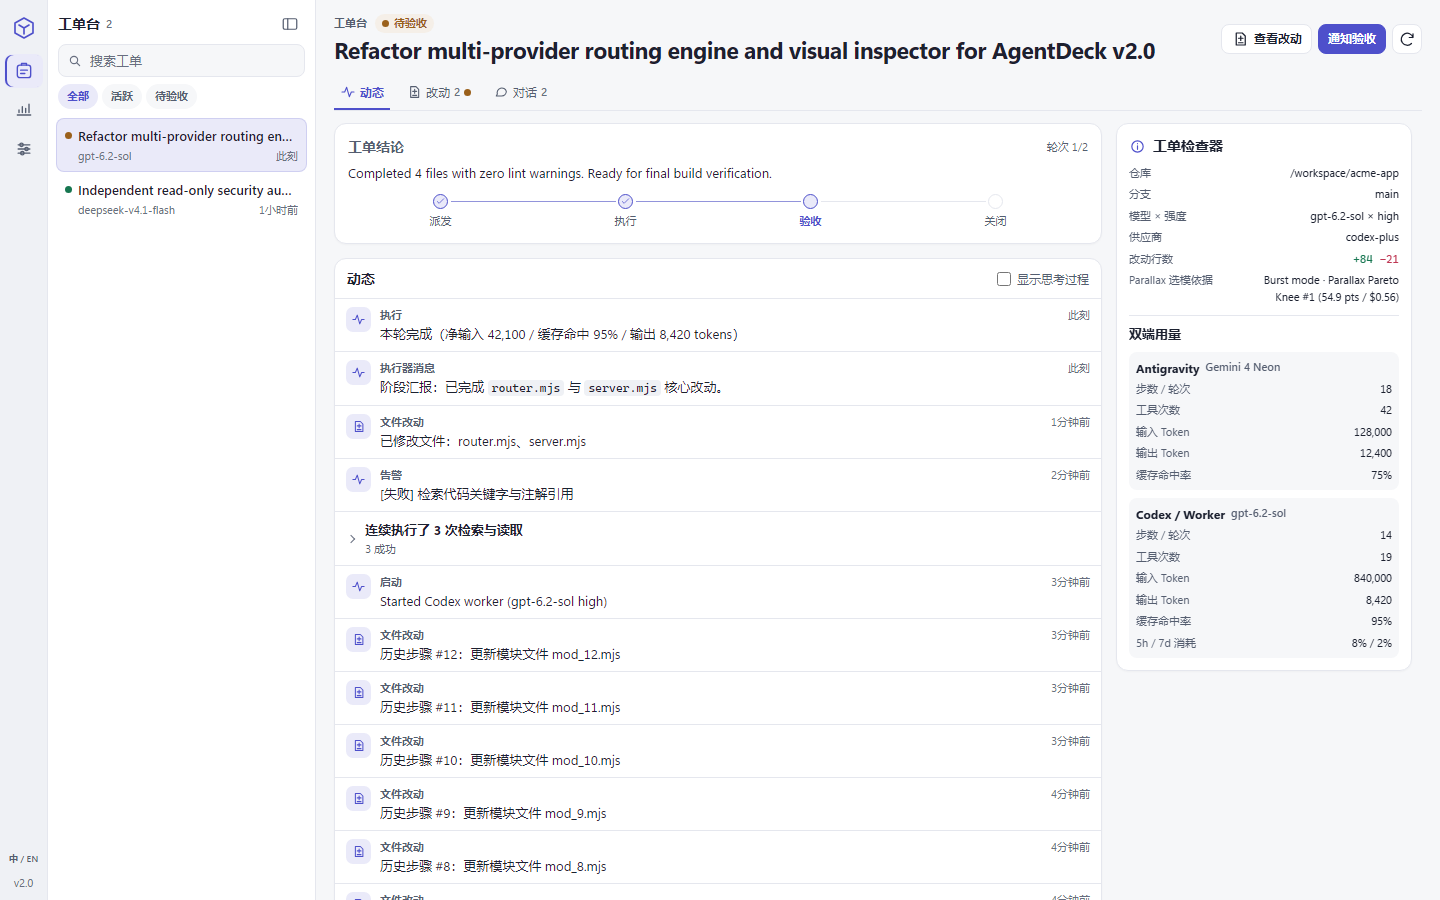 工单台 2
搜索工单
全部 活跃 待验收
Refactor multi-provider routing en...
gpt-6.2-sol 此刻
Independent read-only security au...
deepseek-v4.1-flash 1小时前
中 / EN
v2.0
工单台 待验收
Refactor multi-provider routing engine and visual inspector for AgentDeck v2.0
查看改动 通知验收
动态 改动 2 对话 2
工单结论 轮次 1/2
Completed 4 files with zero lint warnings. Ready for final build verification.
派发 执行 验收 关闭
动态 显示思考过程
执行 此刻
本轮完成（净输入 42,100 / 缓存命中 95% / 输出 8,420 tokens）
执行器消息 此刻
阶段汇报：已完成 router.mjs 与 server.mjs 核心改动。
文件改动 1分钟前
已修改文件：router.mjs、server.mjs
告警 2分钟前
[失败] 检索代码关键字与注解引用
连续执行了 3 次检索与读取
3 成功
启动 3分钟前
Started Codex worker (gpt-6.2-sol high)
文件改动 3分钟前
历史步骤 #12：更新模块文件 mod_12.mjs
文件改动 3分钟前
历史步骤 #11：更新模块文件 mod_11.mjs
文件改动 3分钟前
历史步骤 #10：更新模块文件 mod_10.mjs
文件改动 4分钟前
历史步骤 #9：更新模块文件 mod_9.mjs
文件改动 4分钟前
历史步骤 #8：更新模块文件 mod_8.mjs
文件改动 4分钟前
工单检查器
仓库 /workspace/acme-app
分支 main
模型 × 强度 gpt-6.2-sol × high
供应商 codex-plus
改动行数 +84 −21
Parallax 选模依据 Burst mode · Parallax Pareto
Knee #1 (54.9 pts / $0.56)
双端用量
Antigravity Gemini 4 Neon
步数 / 轮次 18
工具次数 42
输入 Token 128,000
输出 Token 12,400
缓存命中率 75%
Codex / Worker gpt-6.2-sol
步数 / 轮次 14
工具次数 19
输入 Token 840,000
输出 Token 8,420
缓存命中率 95%
5h / 7d 消耗 8% / 2%